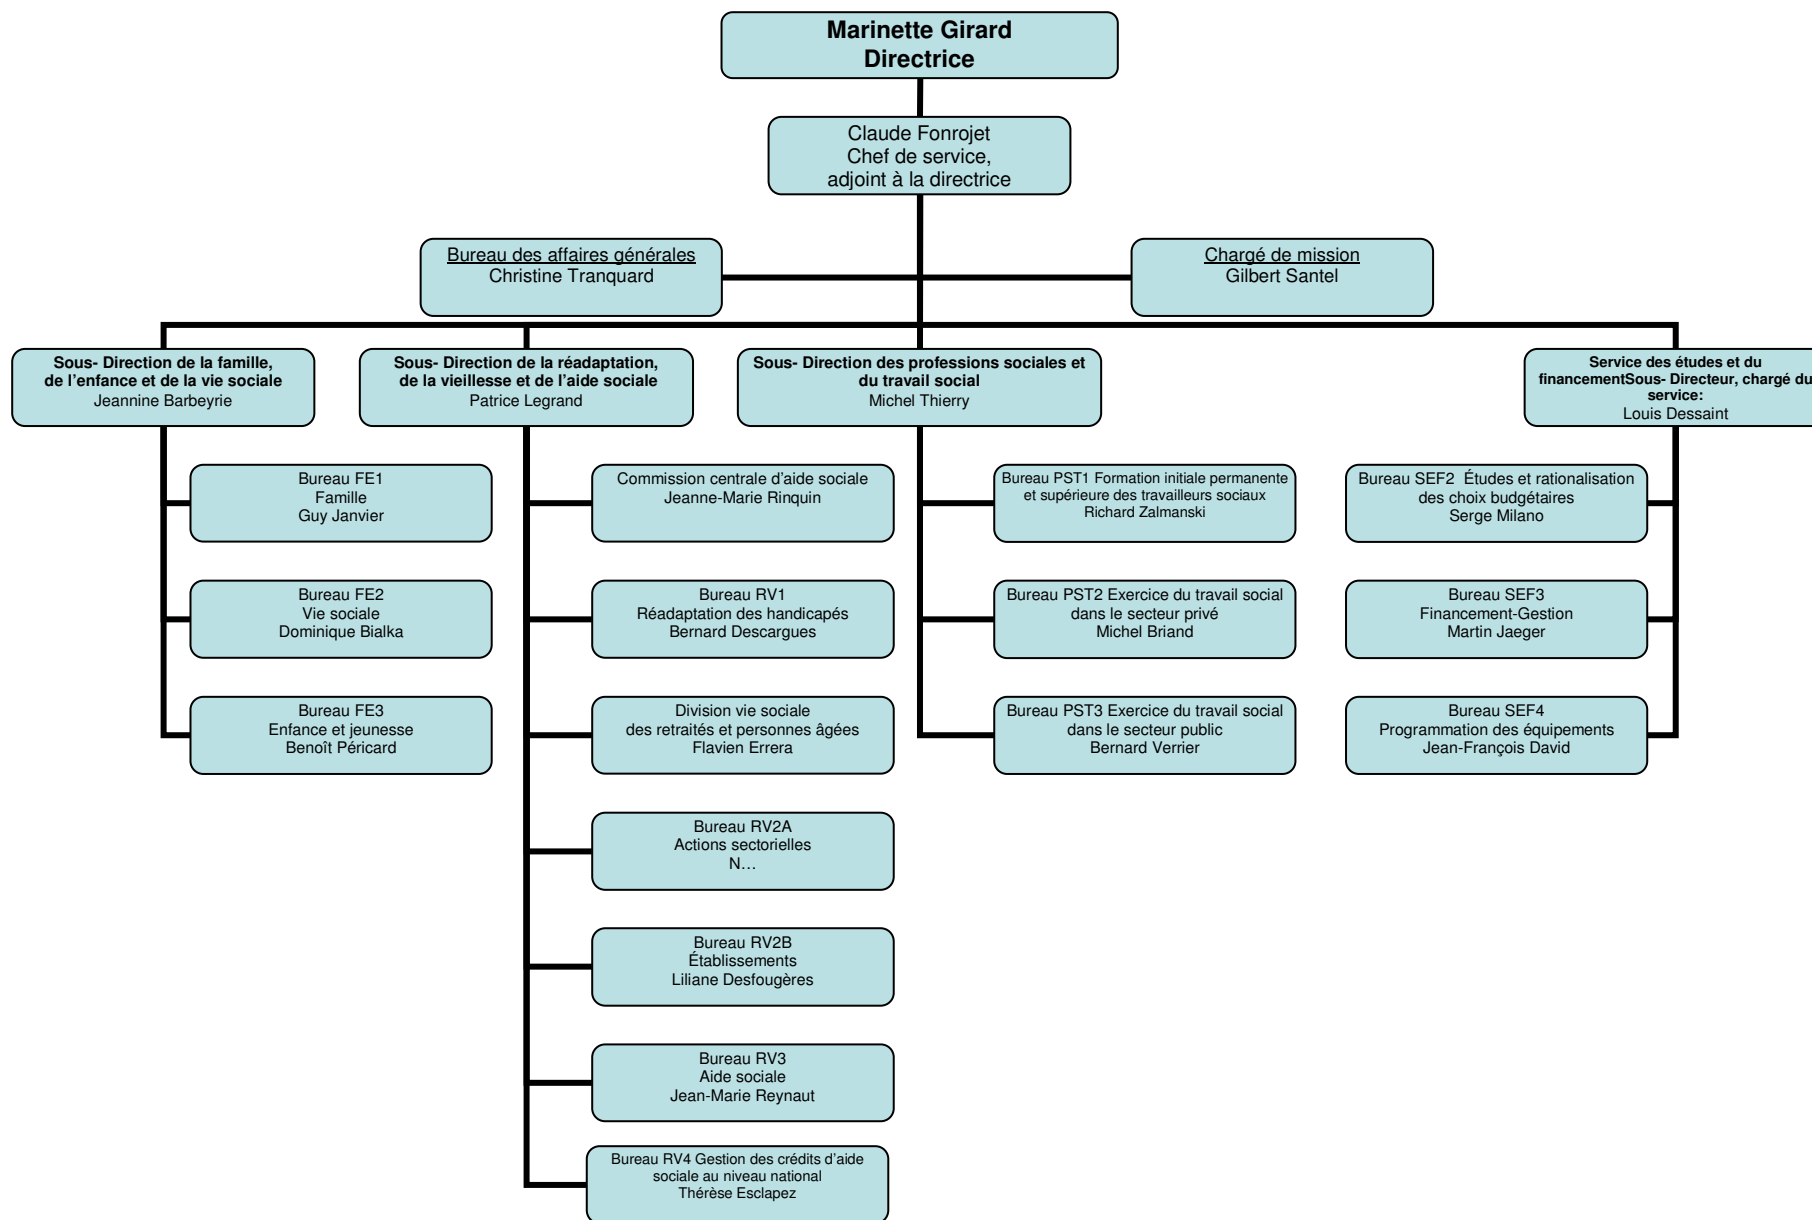 Marinette Girard
Directrice
Claude Fonrojet
Chef de service,
adjoint à la directrice
Bureau des affaires générales
Christine Tranquard
Chargé de mission
Gilbert Santel
Sous- Direction de la famille,
de l’enfance et de la vie sociale
Jeannine Barbeyrie
Sous- Direction de la réadaptation,
de la vieillesse et de l’aide sociale
Patrice Legrand
Sous- Direction des professions sociales et
du travail social
Michel Thierry
Service des études et du
financementSous- Directeur, chargé du
service:
Louis Dessaint
Bureau FE1
Famille
Guy Janvier
Bureau FE2
Vie sociale
Dominique Bialka
Bureau FE3
Enfance et jeunesse
Benoît Péricard
Commission centrale d’aide sociale
Jeanne-Marie Rinquin
Bureau RV1
Réadaptation des handicapés
Bernard Descargues
Division vie sociale
des retraités et personnes âgées
Flavien Errera
Bureau RV2A
Actions sectorielles
N…
Bureau RV2B
Établissements
Liliane Desfougères
Bureau RV3
Aide sociale
Jean-Marie Reynaut
Bureau RV4 Gestion des crédits d’aide
sociale au niveau national
Thérèse Esclapez
Bureau PST1 Formation initiale permanente
et supérieure des travailleurs sociaux
Richard Zalmanski
Bureau PST2 Exercice du travail social
dans le secteur privé
Michel Briand
Bureau PST3 Exercice du travail social
dans le secteur public
Bernard Verrier
Bureau SEF2  Études et rationalisation
des choix budgétaires
Serge Milano
Bureau SEF3
Financement-Gestion
Martin Jaeger
Bureau SEF4
Programmation des équipements
Jean-François David